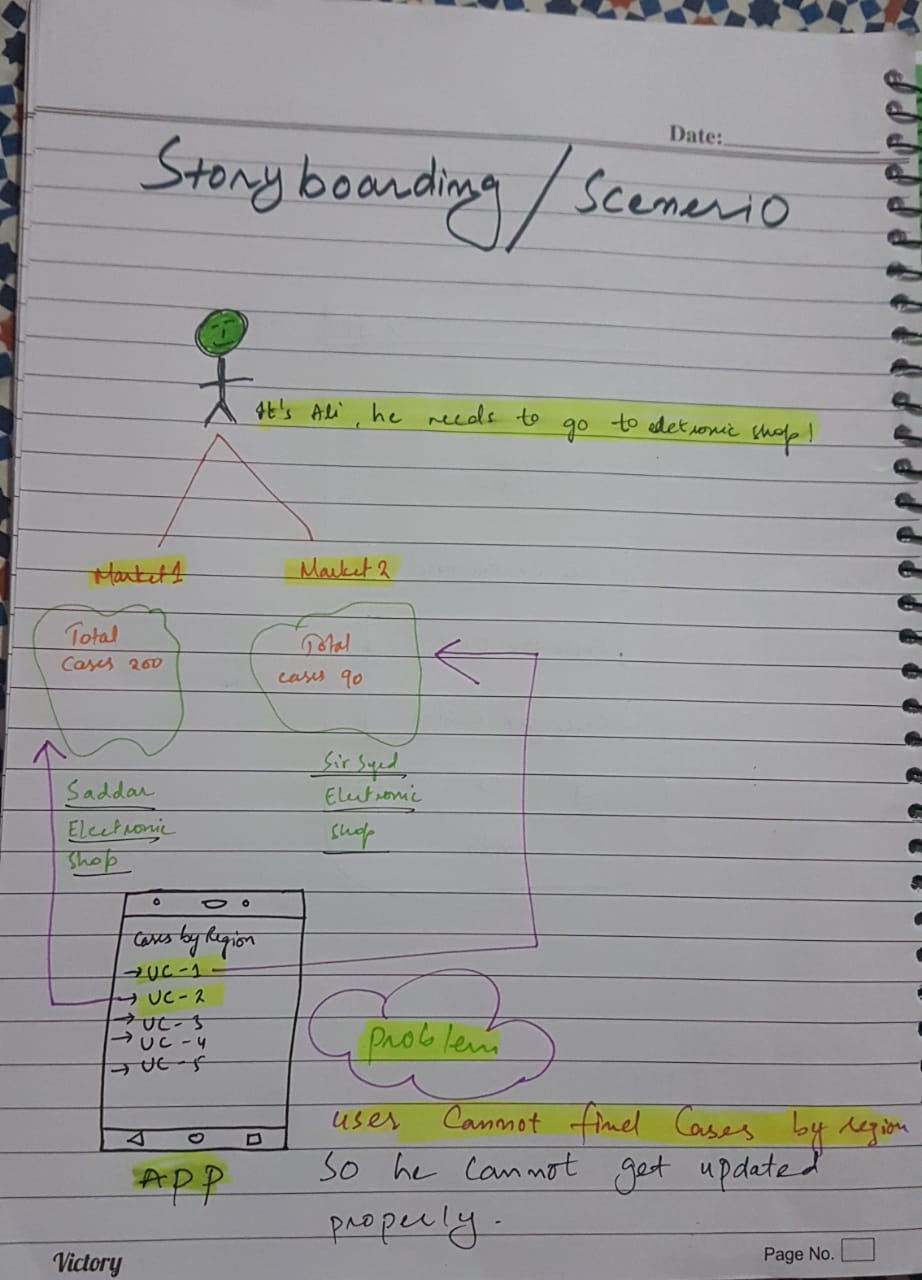 Date:
Storyboarding / Scenerio
It's Ali, he needs to go to eletronic shop!
Market 1
Market 2
Total
Cases 200
Total
cases 90
Saddar
Electronic
Shop
Sir Syed
Electronic
shop
Cases by Region
→ UC-1
→ UC-2
→ UC-3
→ UC-4
→ UC-5
APP
Problem
user Cannot find Cases by region
So he Cannot get updated
properly.
Victory
Page No.